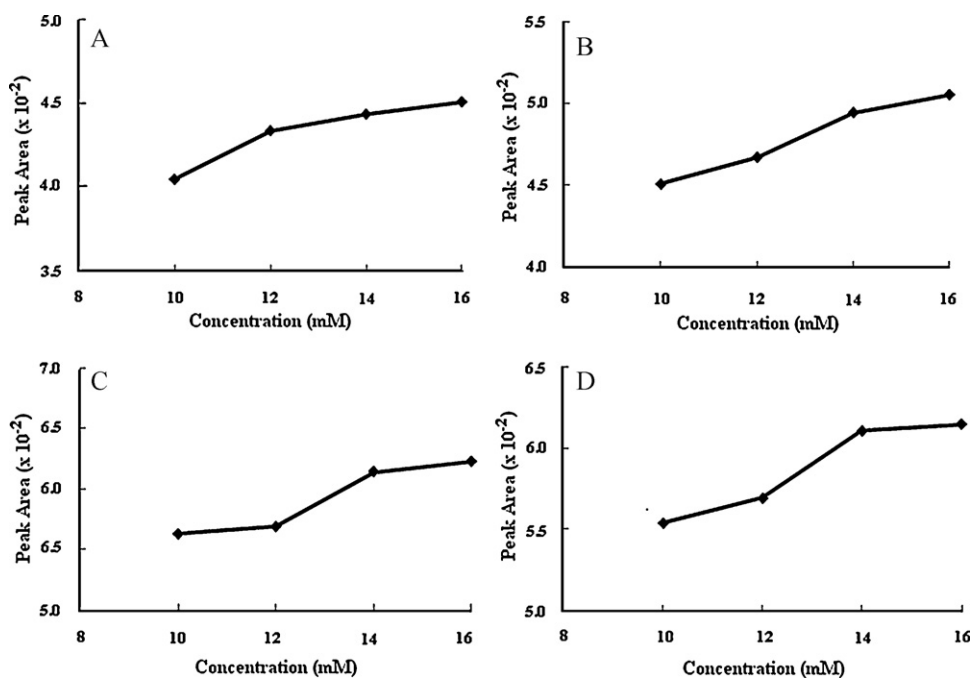 A
5.0
4.5
4.0
3.5
Peak Area (x 10-2)
8 10 12 14 16
Concentration (mM)
B
5.5
5.0
4.5
4.0
Peak Area (x 10-2)
8 10 12 14 16
Concentration (mM)
C
7.0
6.5
6.0
6.5
5.0
Peak Area (x 10-2)
8 10 12 14 16
Concentration (mM)
D
6.5
6.0
5.5
5.0
Peak Area (x 10-2)
8 10 12 14 16
Concentration (mM)